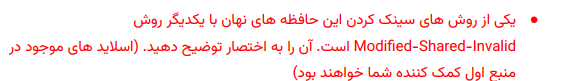 • یکی از روش های سینک کردن این حافظه های نهان با یکدیگر روش
Modified-Shared-Invalid است. آن را به اختصار توضیح دهید. (اسلاید های موجود در
منبع اول کمک کننده شما خواهند بود)